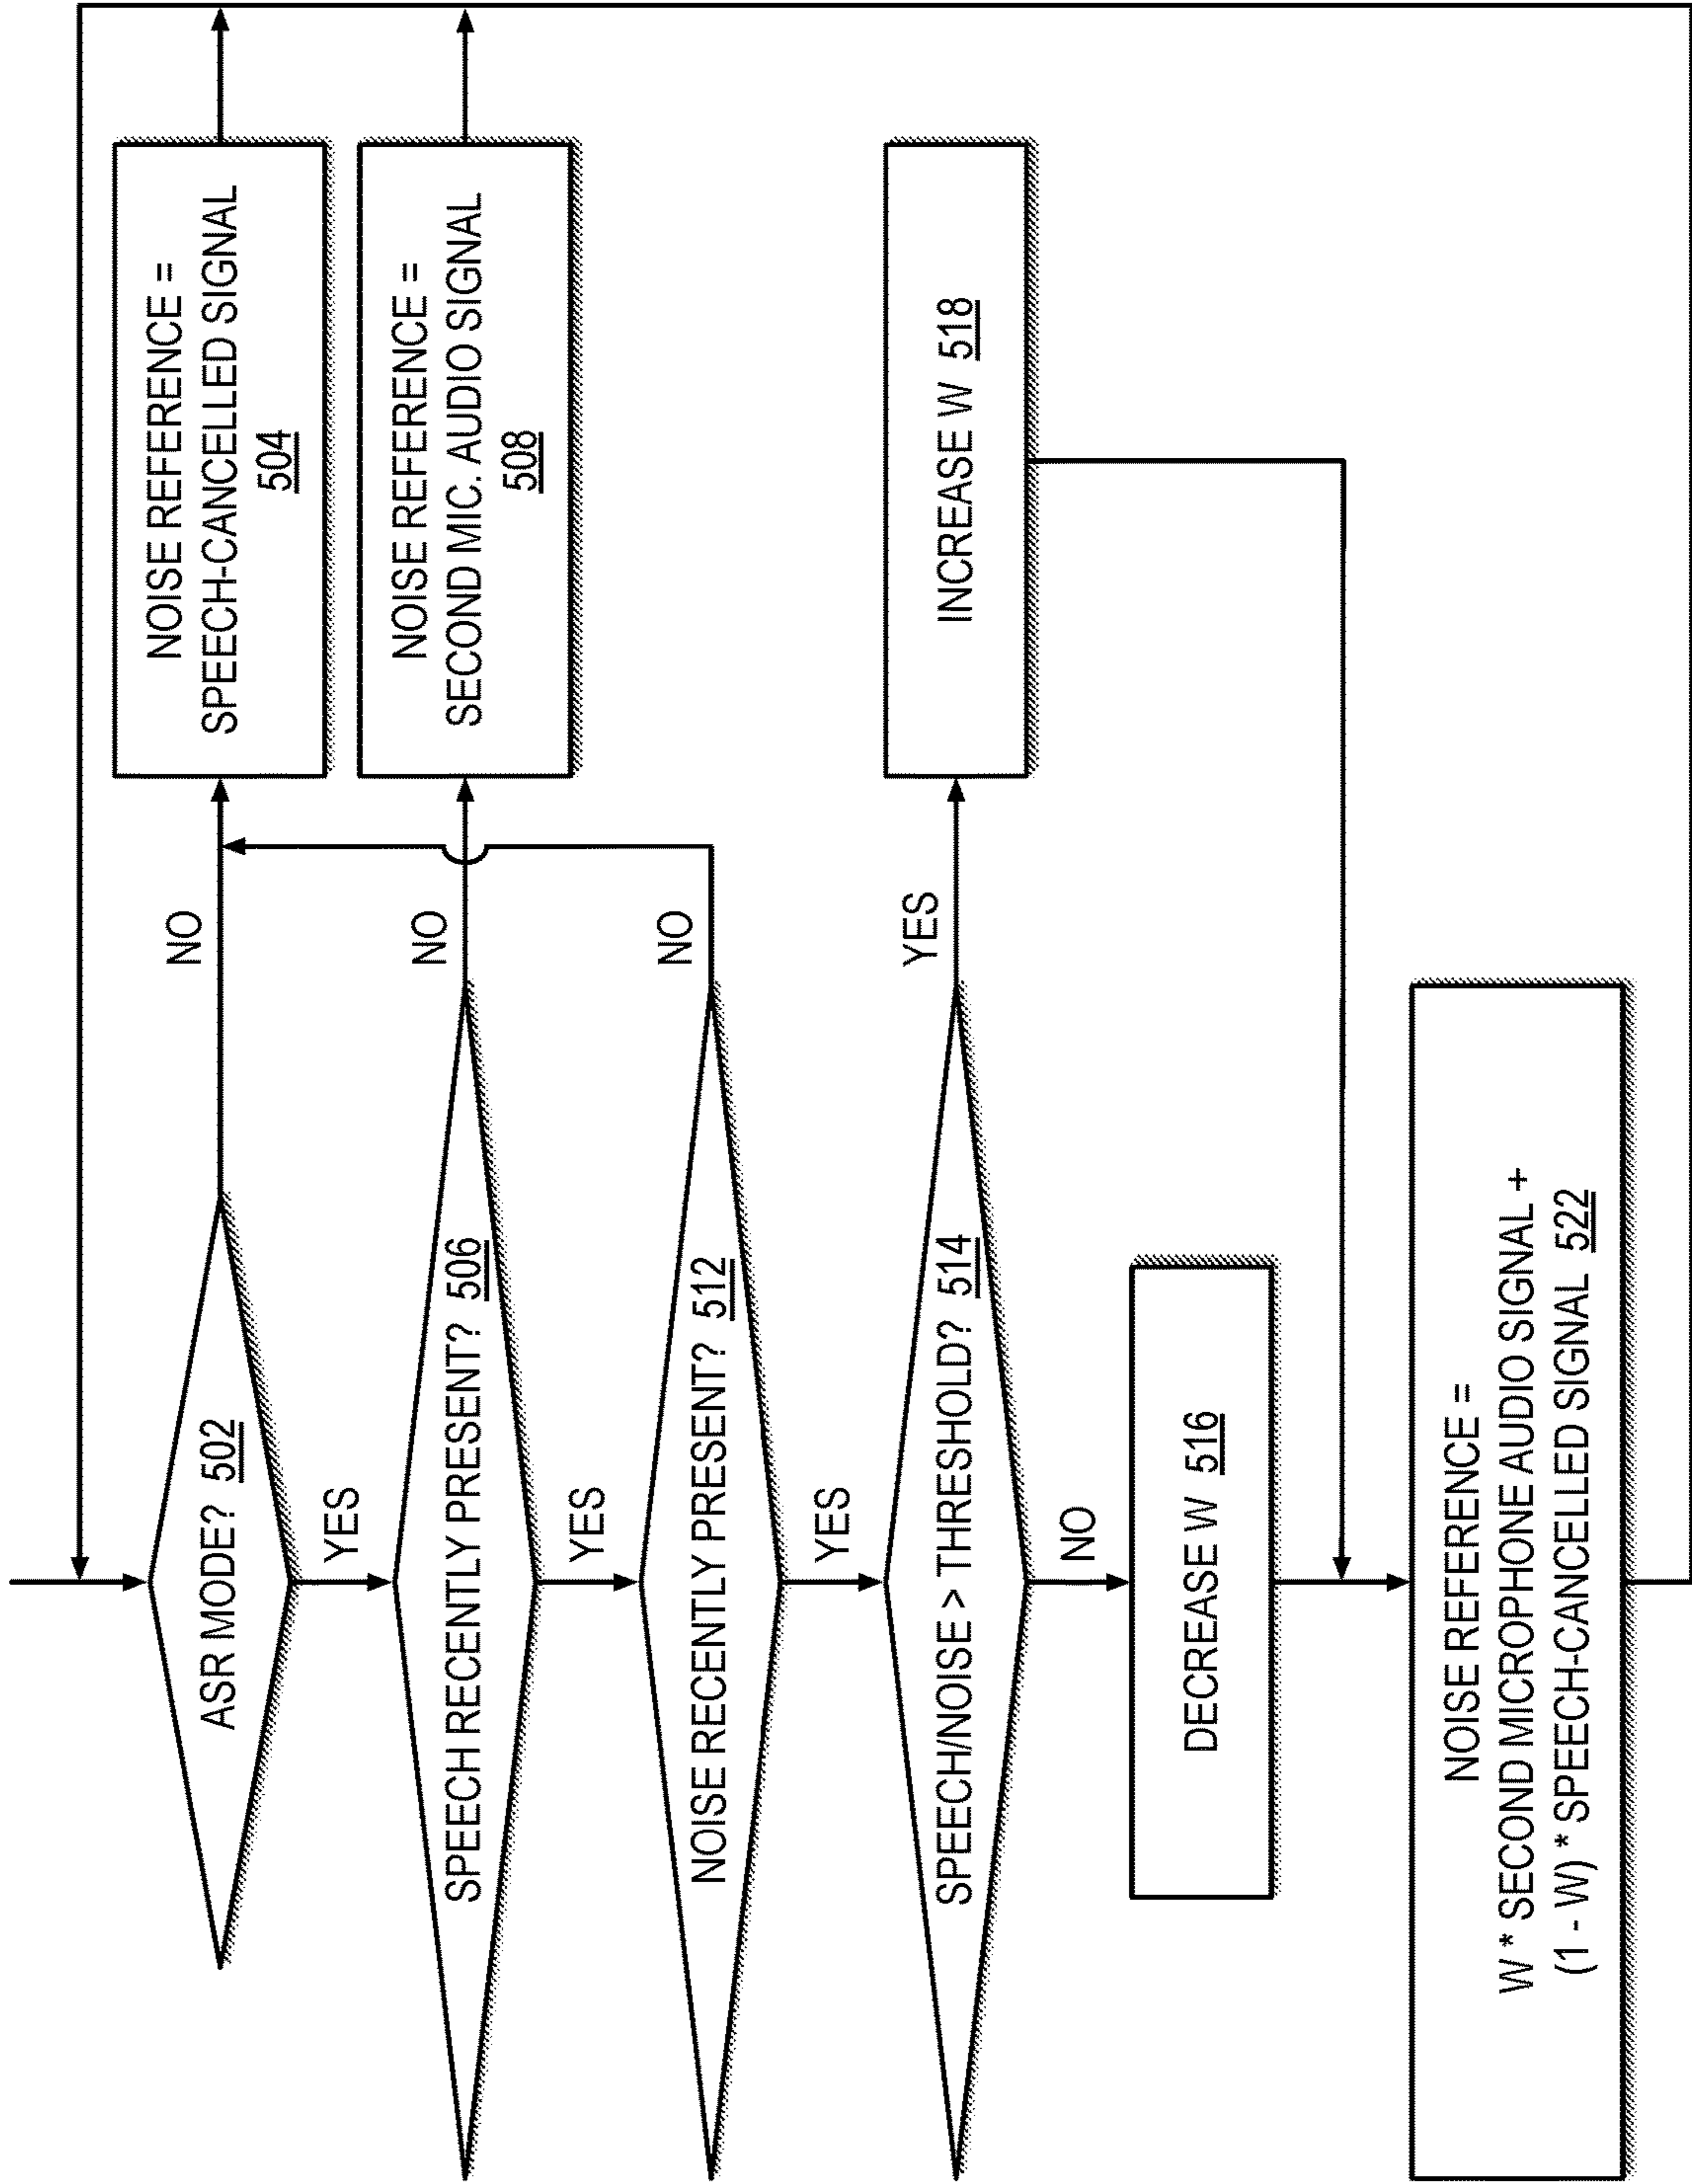 ASR MODE? 502
NO
NOISE REFERENCE =
SPEECH-CANCELLED SIGNAL
504
YES
SPEECH RECENTLY PRESENT? 506
NO
NOISE REFERENCE =
SECOND MIC. AUDIO SIGNAL
508
YES
NOISE RECENTLY PRESENT? 512
NO
YES
SPEECH/NOISE > THRESHOLD? 514
YES
INCREASE W 518
NO
DECREASE W 516
NOISE REFERENCE =
W * SECOND MICROPHONE AUDIO SIGNAL +
(1 - W) * SPEECH-CANCELLED SIGNAL 522